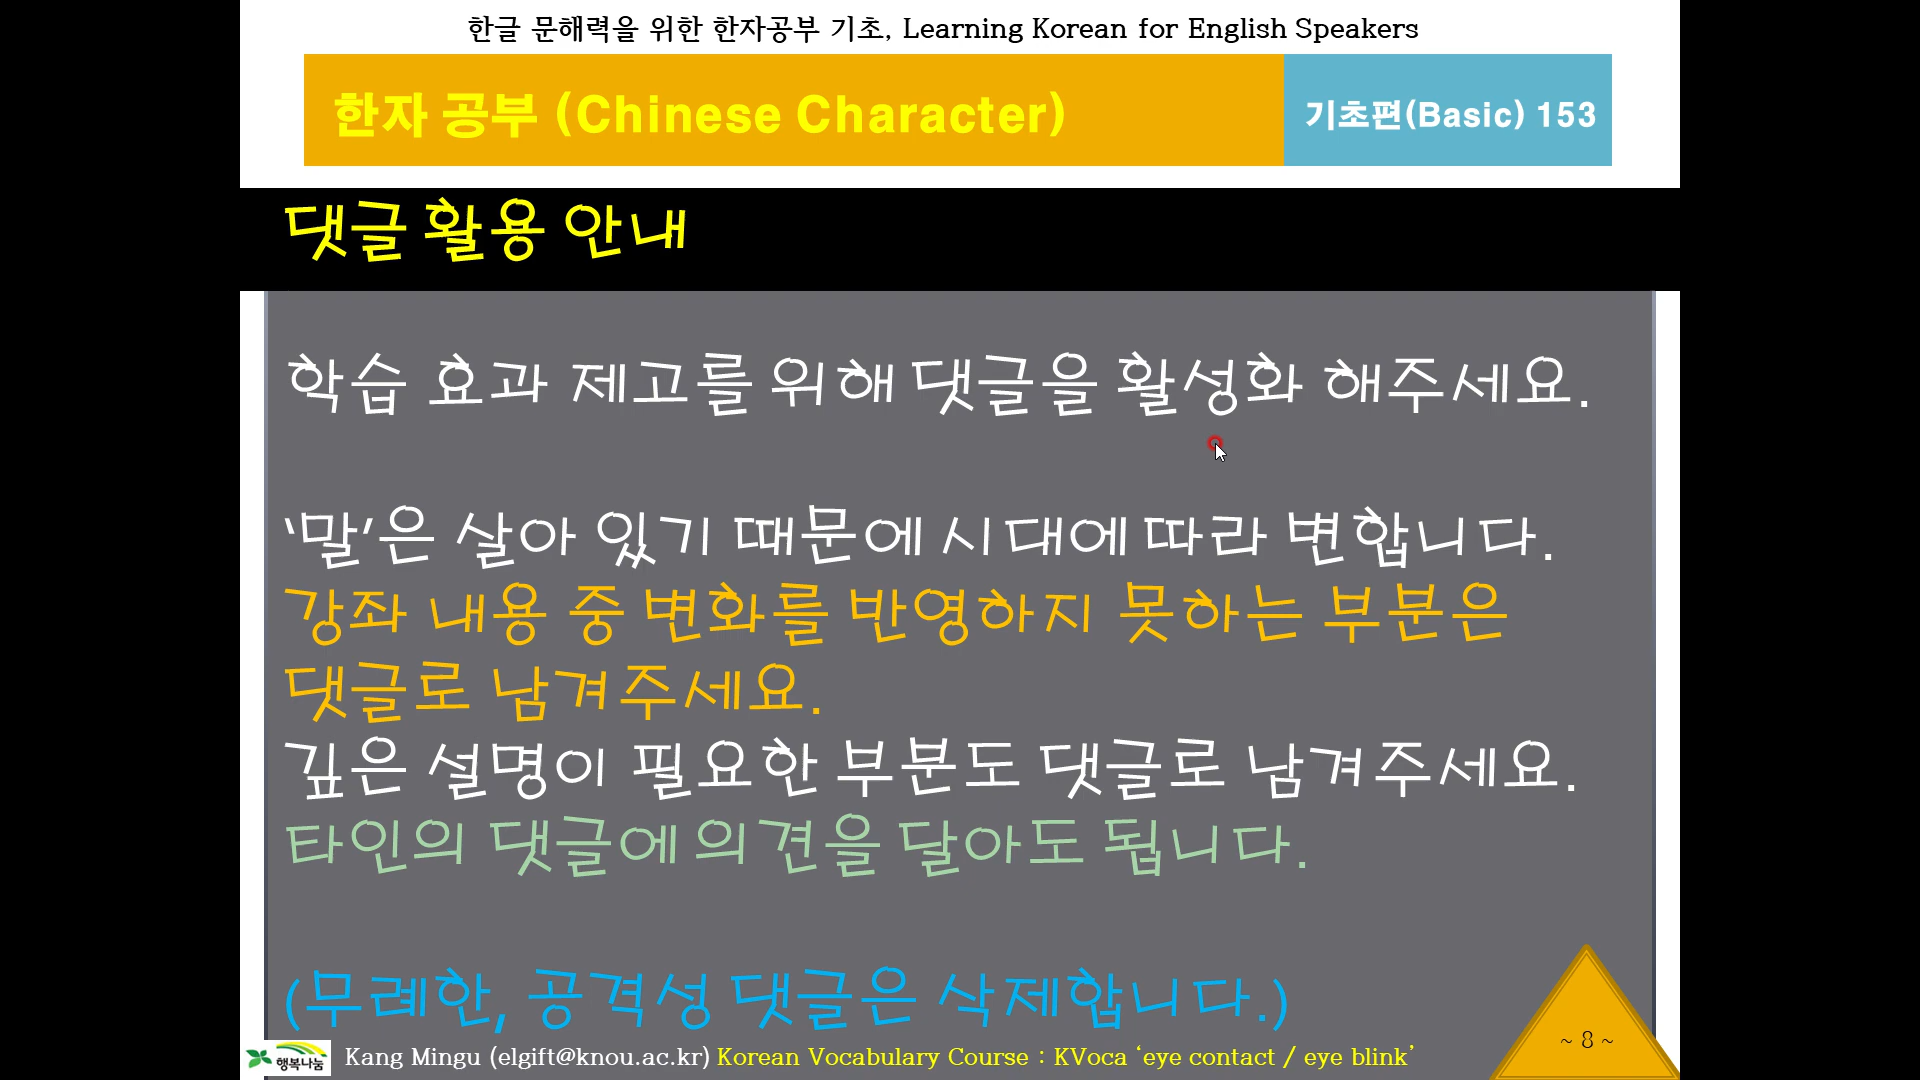 한글 문해력을 위한 한자공부 기초, Learning Korean for English Speakers
한자 공부 (Chinese Character)
기초편(Basic) 153
댓글 활용 안내
학습 효과 제고를 위해 댓글을 활성화 해주세요.
‘말’은 살아 있기 때문에 시대에 따라 변합니다.
강좌 내용 중 변화를 반영하지 못하는 부분은
댓글로 남겨주세요.
깊은 설명이 필요한 부분도 댓글로 남겨주세요.
타인의 댓글에 의견을 달아도 됩니다.
(무례한, 공격성 댓글은 삭제합니다.)
~ 8 ~
행복나눔 Kang Mingu (elgift@knou.ac.kr) Korean Vocabulary Course : KVoca ‘eye contact / eye blink’